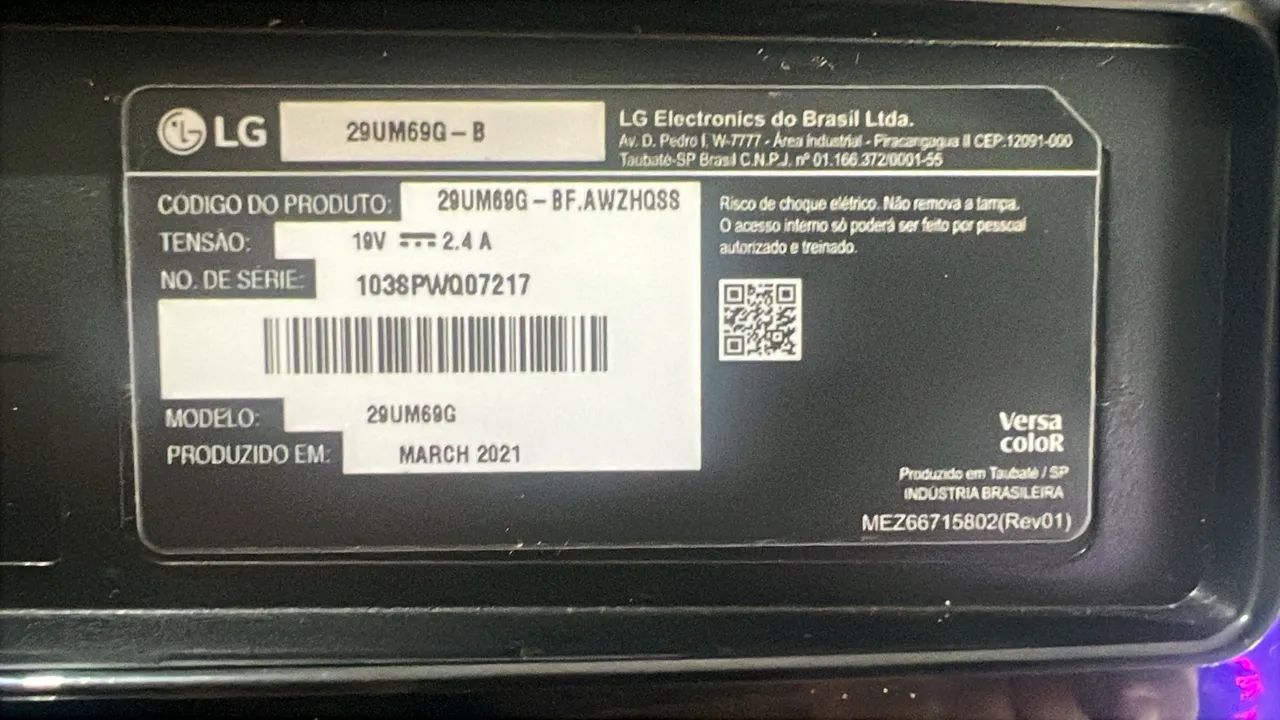 LG
29UM69G-B
LG Electronics do Brasil Ltda.
Av. D. Pedro I, W-7777 - Área Industrial - Piracangagua II CEP:12091-000
Taubaté-SP Brasil C.N.P.J. nº 01.166.372/0001-55
CÓDIGO DO PRODUTO: 29UM69G-BF.AWZHQSS
TENSÃO: 19V ⎓ 2.4 A
NO. DE SÉRIE: 103SPWQ07217
MODELO: 29UM69G
PRODUZIDO EM: MARCH 2021
Risco de choque elétrico. Não remova a tampa.
O acesso interno só poderá ser feito por pessoal
autorizado e treinado.
Versa
coloR
Produzido em Taubaté / SP
INDÚSTRIA BRASILEIRA
MEZ66715802(Rev01)